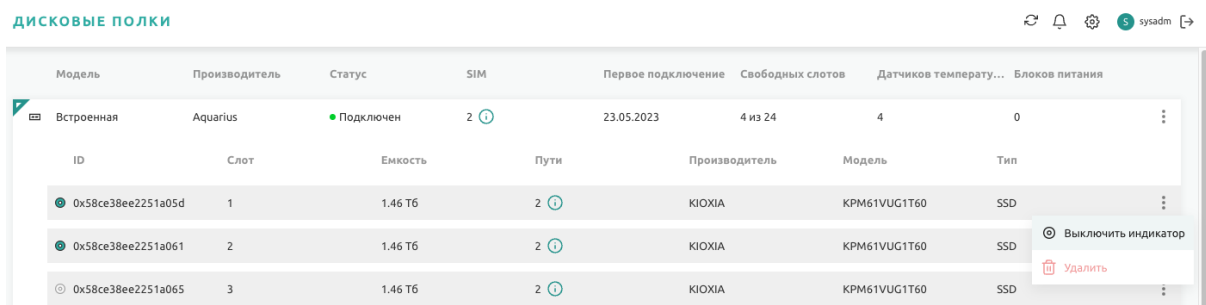 ДИСКОВЫЕ ПОЛКИ
S sysadm
Модель Производитель Статус SIM Первое подключение Свободных слотов Датчиков температу... Блоков питания
Встроенная Aquarius Подключен 2 23.05.2023 4 из 24 4 0
ID Слот Емкость Пути Производитель Модель Тип
0x58ce38ee2251a05d 1 1.46 Тб 2 KIOXIA KPM61VUG1T60 SSD
Выключить индикатор
0x58ce38ee2251a061 2 1.46 Тб 2 KIOXIA KPM61VUG1T60 SSD
Удалить
0x58ce38ee2251a065 3 1.46 Тб 2 KIOXIA KPM61VUG1T60 SSD